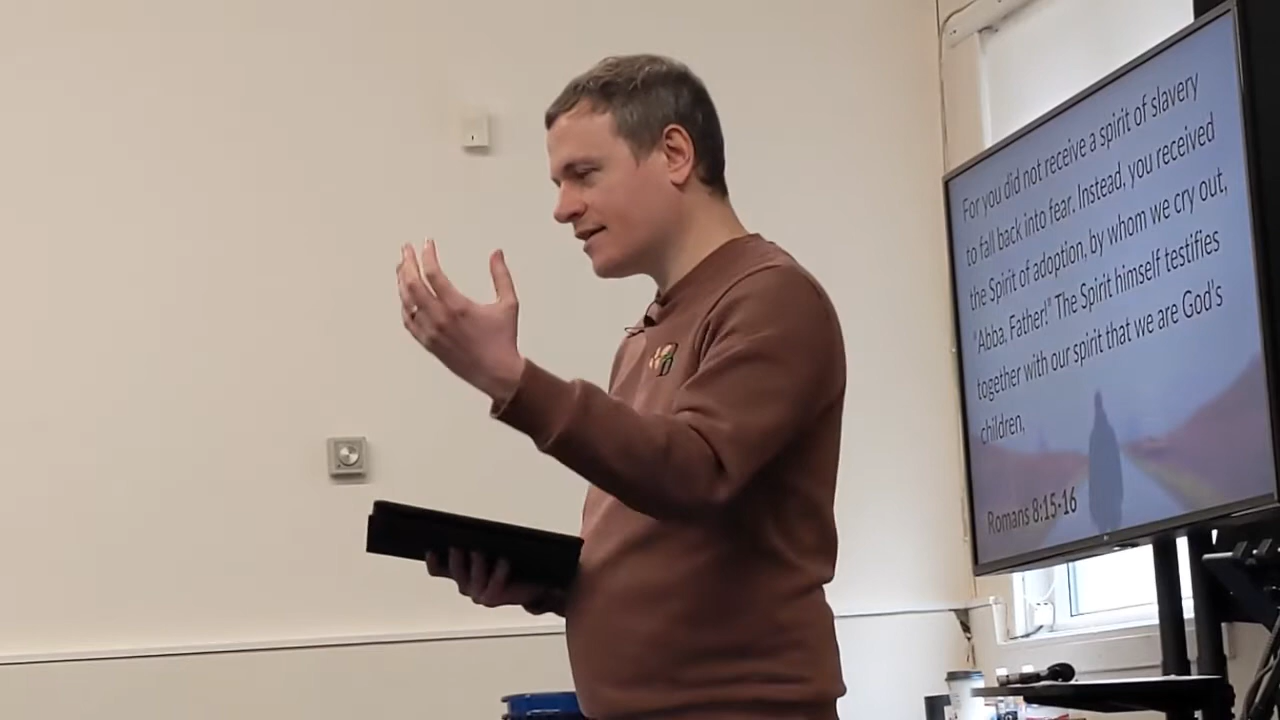 For you did not receive a spirit of slavery
to fall back into fear. Instead, you received
the Spirit of adoption, by whom we cry out,
"Abba, Father!" The Spirit himself testifies
together with our spirit that we are God's
children,
Romans 8:15-16